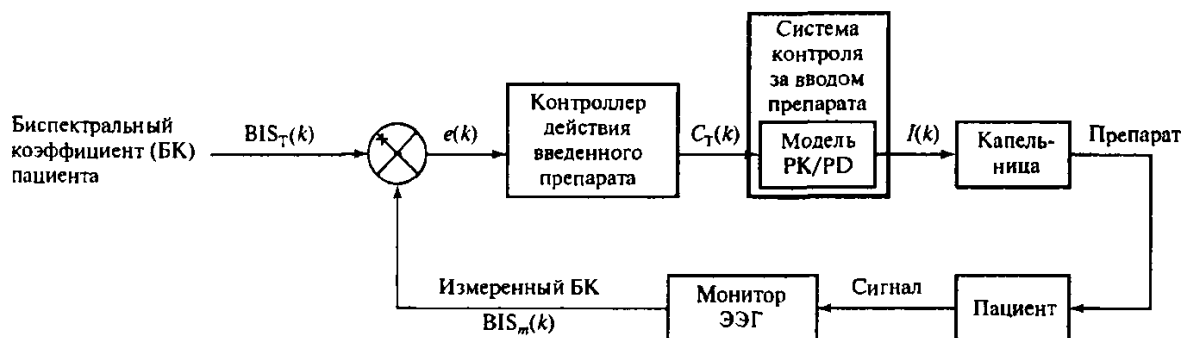 Биспектральный
коэффициент (БК)
пациента
BIS_T(k)
+
e(k)
Контроллер
действия
введенного
препарата
C_T(k)
Система
контроля
за вводом
препарата
Модель
PK/PD
I(k)
Капель-
ница
Препарат
Пациент
Сигнал
Монитор
ЭЭГ
Измеренный БК
BIS_m(k)